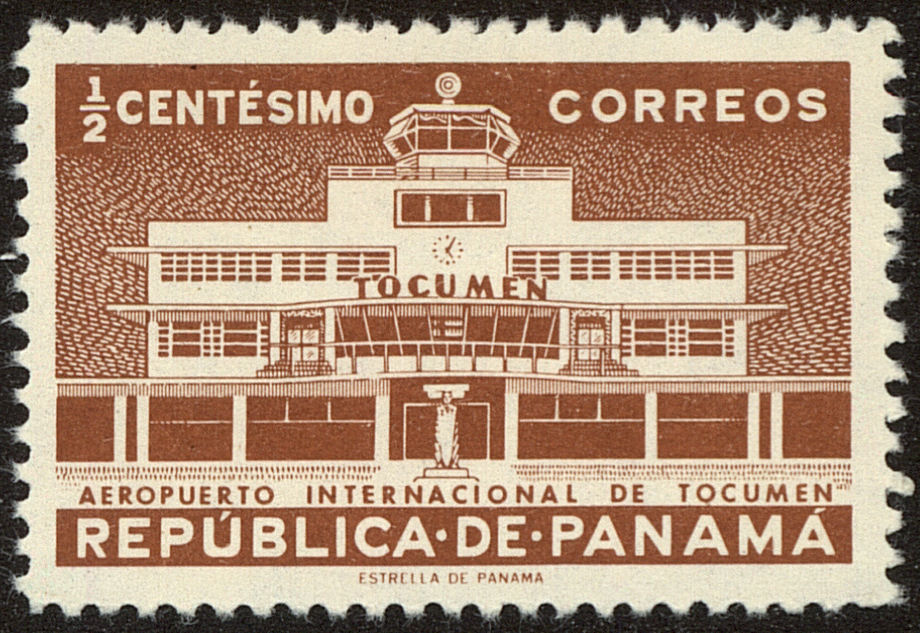 ½ CENTÉSIMO CORREOS
TOCUMEN
AEROPUERTO INTERNACIONAL DE TOCUMEN
REPÚBLICA·DE·PANAMÁ
ESTRELLA DE PANAMA